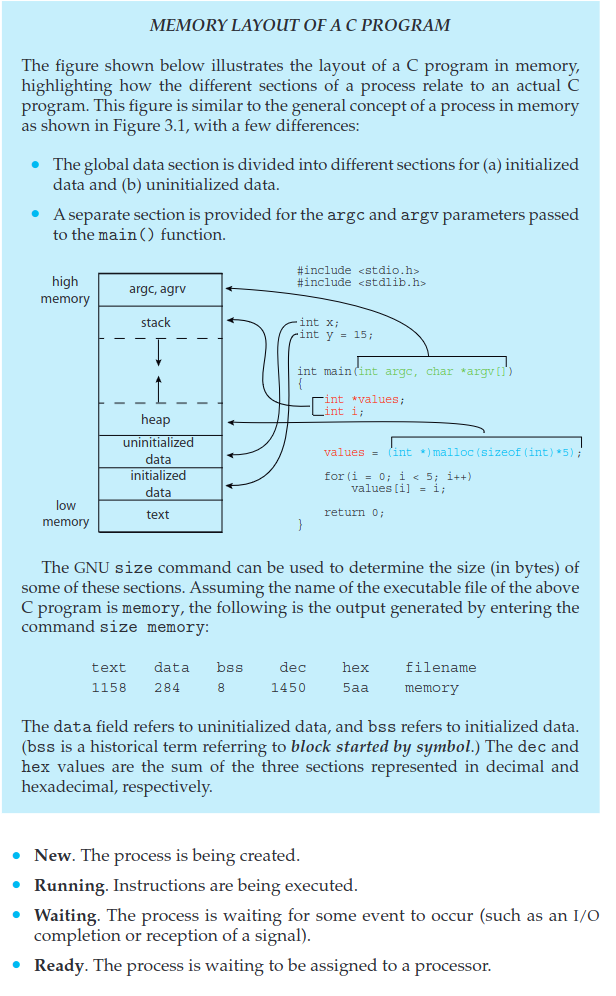 MEMORY LAYOUT OF A C PROGRAM
The figure shown below illustrates the layout of a C program in memory,
highlighting how the different sections of a process relate to an actual C
program. This figure is similar to the general concept of a process in memory
as shown in Figure 3.1, with a few differences:
• The global data section is divided into different sections for (a) initialized
data and (b) uninitialized data.
• A separate section is provided for the argc and argv parameters passed
to the main() function.
high
memory
argc, agrv
stack
heap
uninitialized
data
initialized
data
text
low
memory
#include <stdio.h>
#include <stdlib.h>
int x;
int y = 15;
int main(int argc, char *argv[])
{
int *values;
int i;
values = (int *)malloc(sizeof(int)*5);
for(i = 0; i < 5; i++)
values[i] = i;
return 0;
}
The GNU size command can be used to determine the size (in bytes) of
some of these sections. Assuming the name of the executable file of the above
C program is memory, the following is the output generated by entering the
command size memory:
text data bss dec hex filename
1158 284 8 1450 5aa memory
The data field refers to uninitialized data, and bss refers to initialized data.
(bss is a historical term referring to block started by symbol.) The dec and
hex values are the sum of the three sections represented in decimal and
hexadecimal, respectively.
• New. The process is being created.
• Running. Instructions are being executed.
• Waiting. The process is waiting for some event to occur (such as an I/O
completion or reception of a signal).
• Ready. The process is waiting to be assigned to a processor.